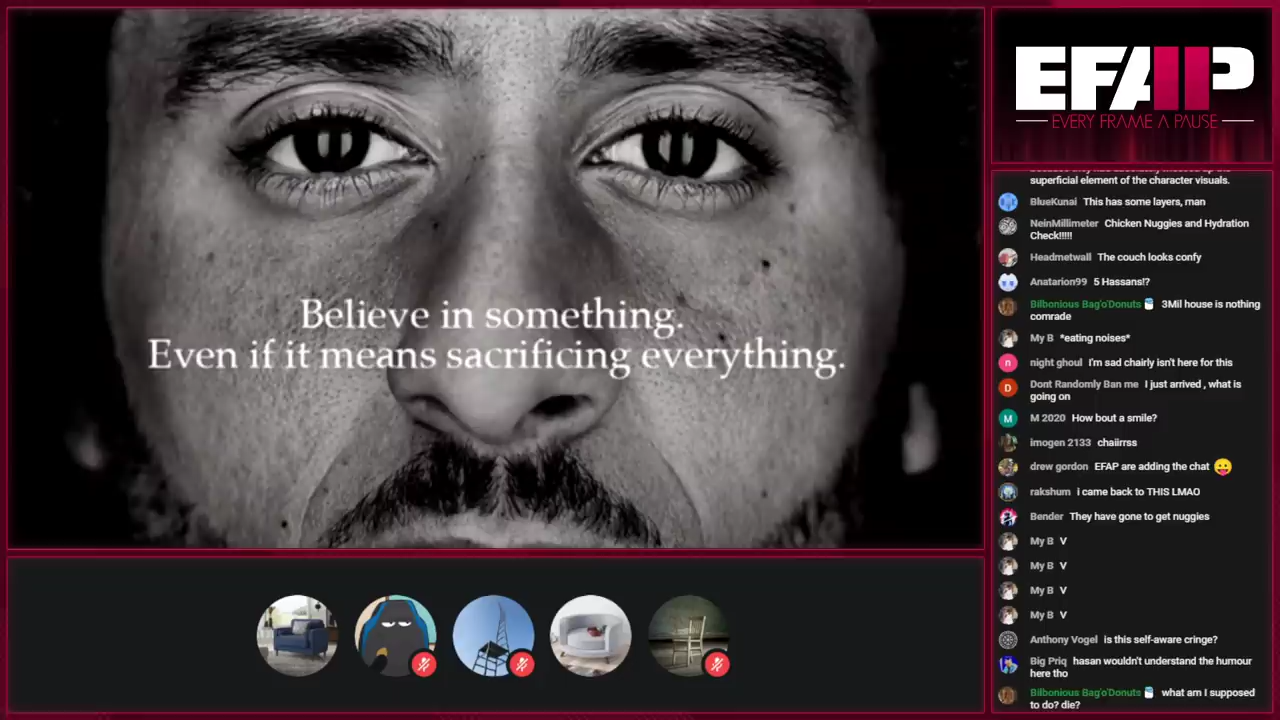 Believe in something.
Even if it means sacrificing everything.
EFAP
EVERY FRAME A PAUSE
superficial element of the character visuals.
BlueKunai This has some layers, man
NeinMillimeter Chicken Nuggies and Hydration
Check!!!!!
Headmetwall The couch looks confy
Anatarion99 5 Hassans!?
Bilbonious Bag'o'Donuts 3Mil house is nothing
comrade
My B *eating noises*
night ghoul I'm sad chairly isn't here for this
Dont Randomly Ban me I just arrived , what is
going on
M 2020 How bout a smile?
imogen 2133 chaiirrss
drew gordon EFAP are adding the chat 😛
rakshum i came back to THIS LMAO
Bender They have gone to get nuggies
My B V
My B V
My B V
My B V
Anthony Vogel is this self-aware cringe?
Big Priq hasan wouldn't understand the humour
here tho
Bilbonious Bag'o'Donuts what am I supposed
to do? die?